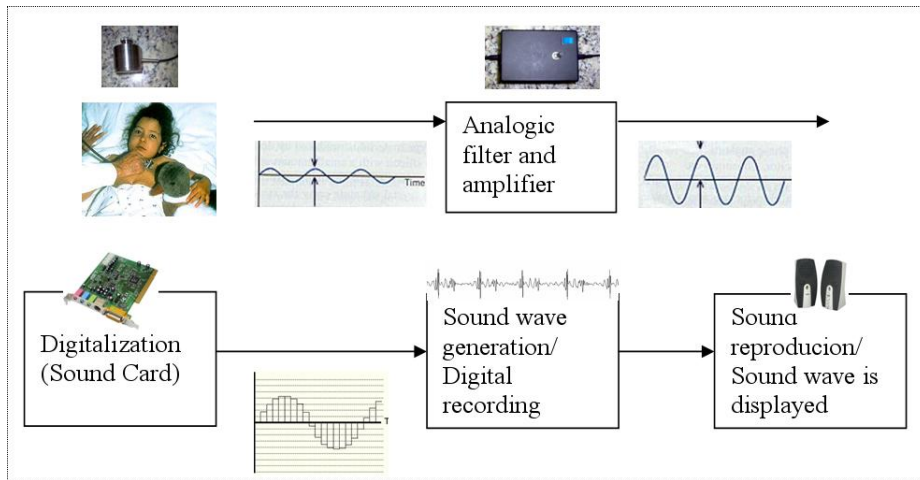 Analogic
filter and
amplifier
Time
Digitalization
(Sound Card)
Sound wave
generation/
Digital
recording
Sound
reproducion/
Sound wave is
displayed
T